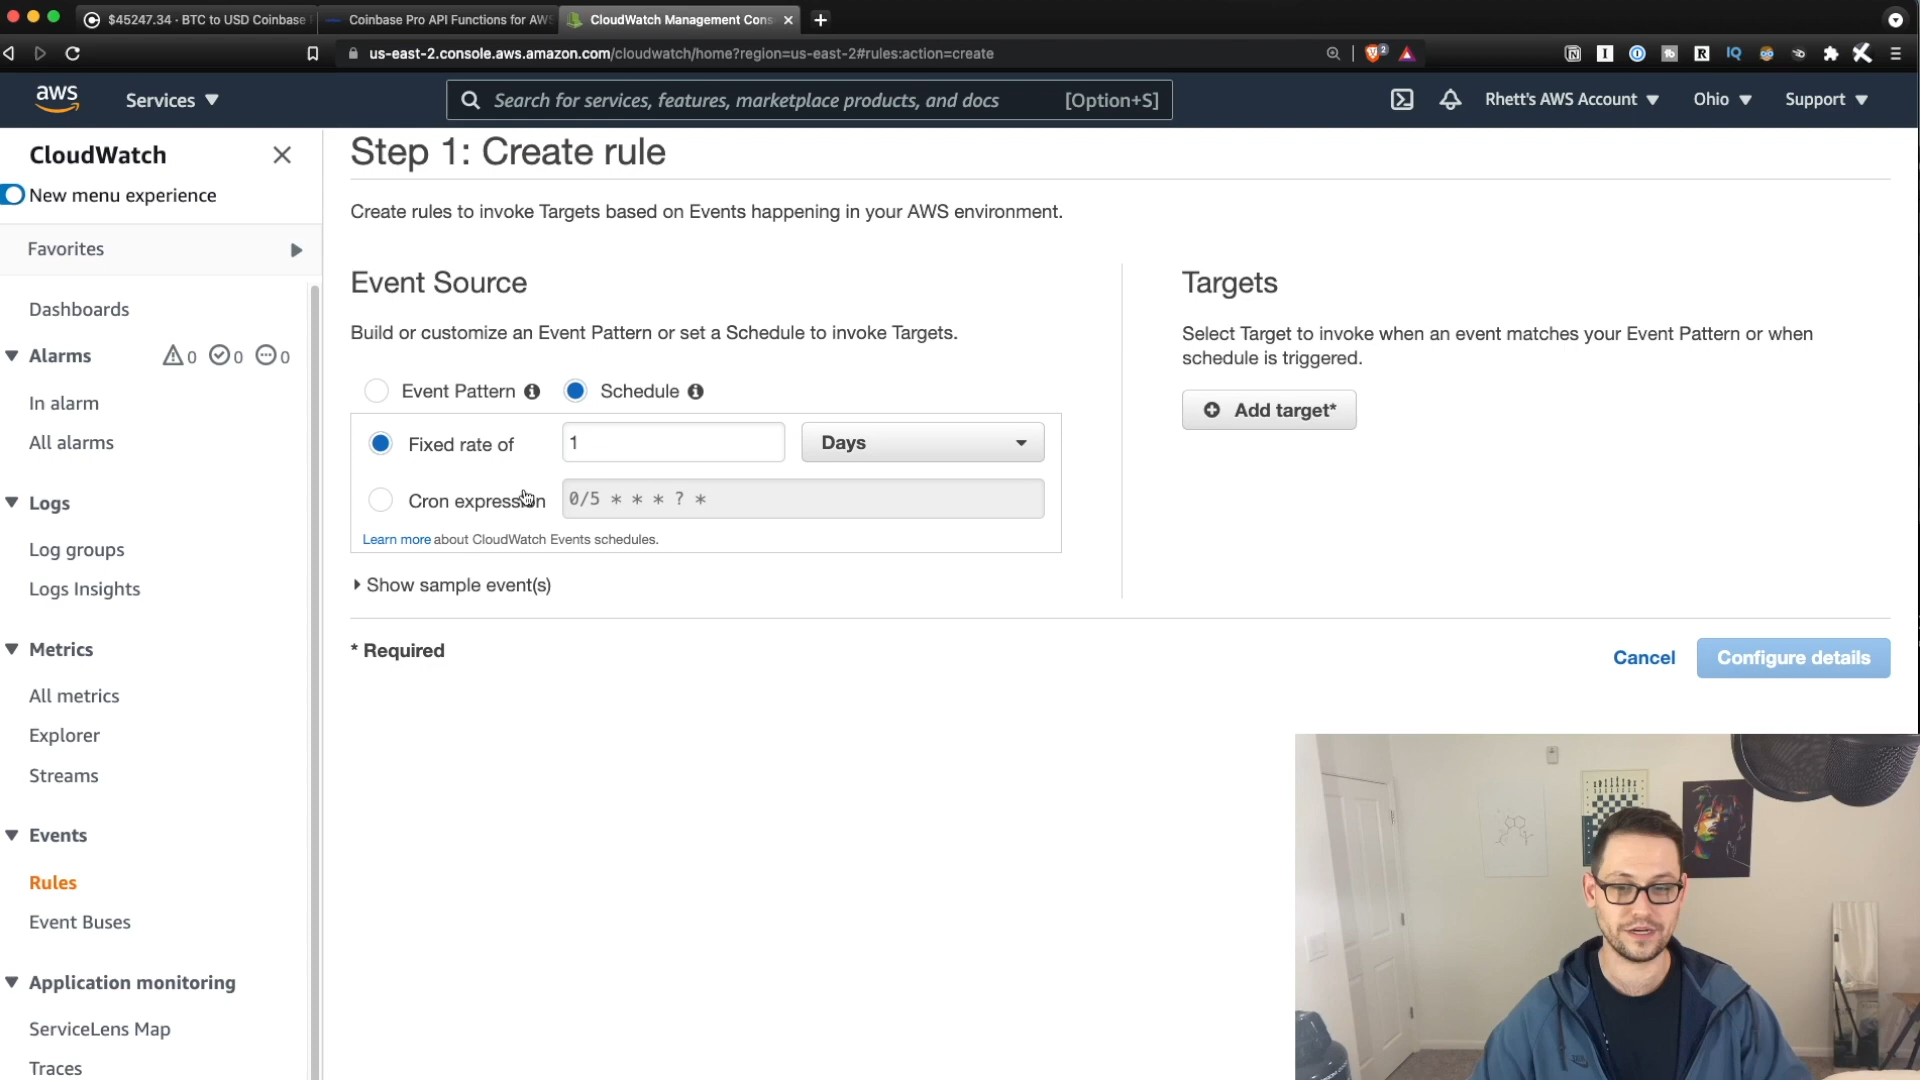 $45247.34 · BTC to USD Coinbase
Coinbase Pro API Functions for AWS
CloudWatch Management Cons
us-east-2.console.aws.amazon.com/cloudwatch/home?region=us-east-2#rules:action=create
2
aws
Services
Search for services, features, marketplace products, and docs [Option+S]
Rhett's AWS Account
Ohio
Support
CloudWatch
New menu experience
Favorites
Dashboards
Alarms 0 0 0
In alarm
All alarms
Logs
Log groups
Logs Insights
Metrics
All metrics
Explorer
Streams
Events
Rules
Event Buses
Application monitoring
ServiceLens Map
Traces
Step 1: Create rule
Create rules to invoke Targets based on Events happening in your AWS environment.
Event Source
Build or customize an Event Pattern or set a Schedule to invoke Targets.
Event Pattern Schedule
Fixed rate of 1 Days
Cron expression 0/5 * * * ? *
Learn more about CloudWatch Events schedules.
Show sample event(s)
* Required
Targets
Select Target to invoke when an event matches your Event Pattern or when
schedule is triggered.
Add target*
Cancel
Configure details